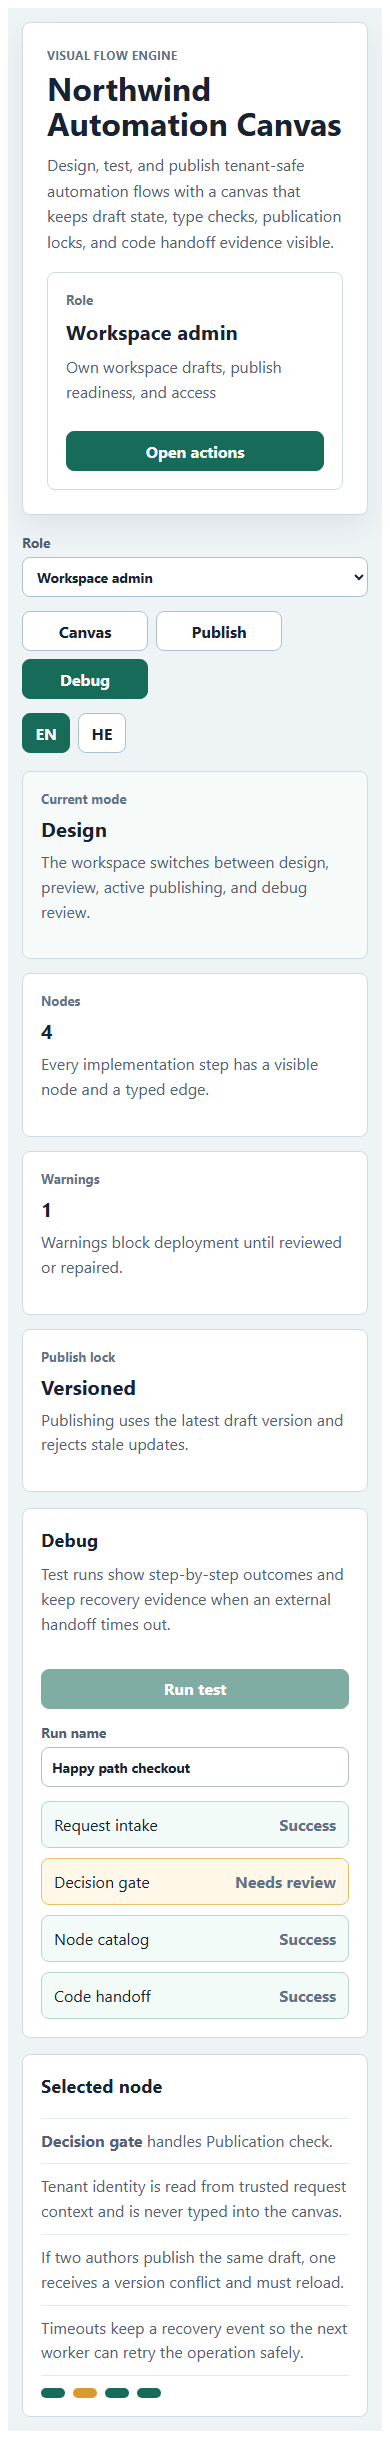 VISUAL FLOW ENGINE
Northwind
Automation Canvas
Design, test, and publish tenant-safe
automation flows with a canvas that
keeps draft state, type checks, publication
locks, and code handoff evidence visible.
Role
Workspace admin
Own workspace drafts, publish
readiness, and access
Open actions
Role
Workspace admin
Canvas
Publish
Debug
EN
HE
Current mode
Design
The workspace switches between design,
preview, active publishing, and debug
review.
Nodes
4
Every implementation step has a visible
node and a typed edge.
Warnings
1
Warnings block deployment until reviewed
or repaired.
Publish lock
Versioned
Publishing uses the latest draft version and
rejects stale updates.
Debug
Test runs show step-by-step outcomes and
keep recovery evidence when an external
handoff times out.
Run test
Run name
Happy path checkout
Request intake Success
Decision gate Needs review
Node catalog Success
Code handoff Success
Selected node
Decision gate handles Publication check.
Tenant identity is read from trusted request
context and is never typed into the canvas.
If two authors publish the same draft, one
receives a version conflict and must reload.
Timeouts keep a recovery event so the next
worker can retry the operation safely.